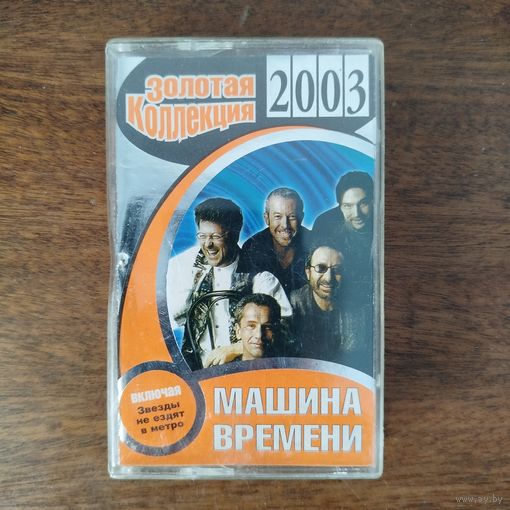 Золотая
Коллекция
2003
включая
Звезды
не ездят
в метро
МАШИНА
ВРЕМЕНИ
www.ay.by